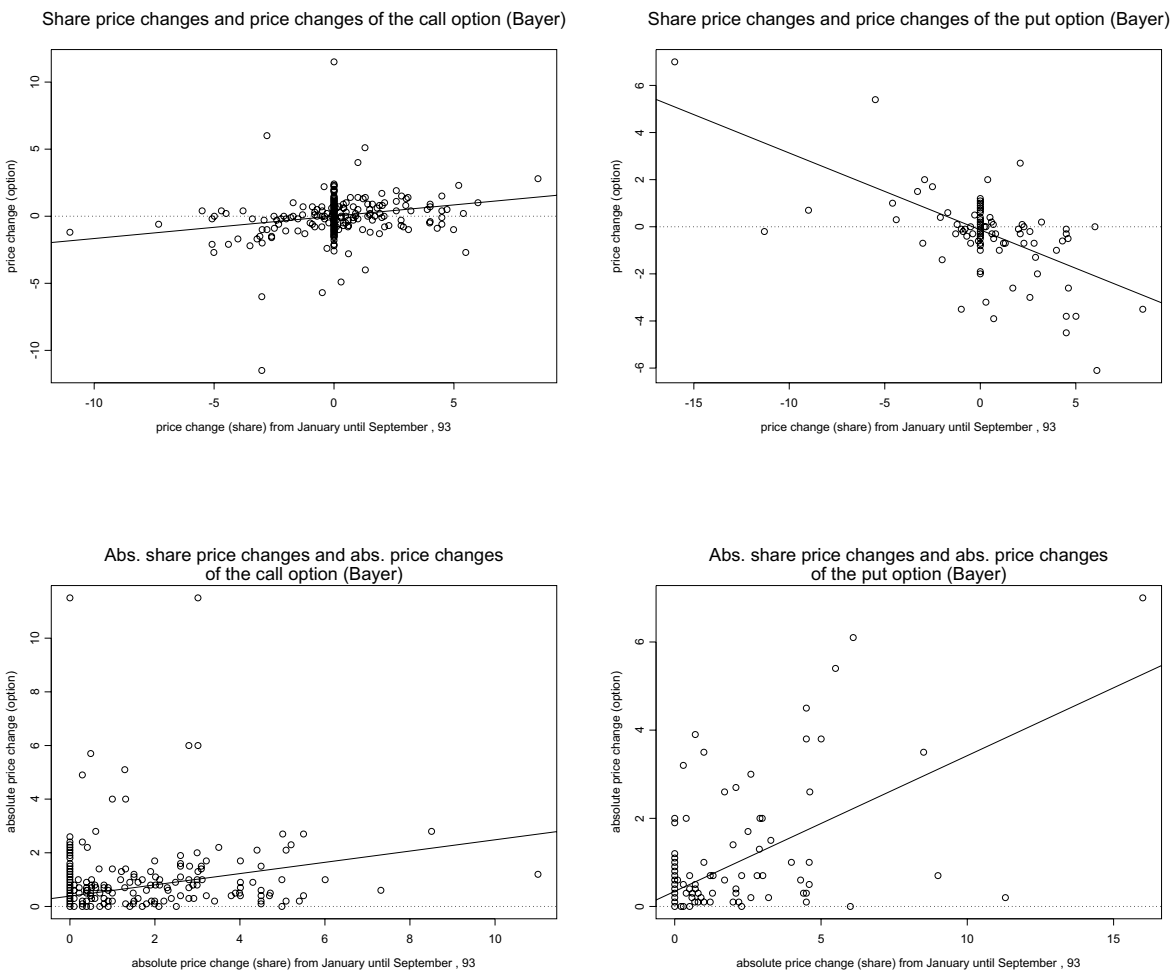 Share price changes and price changes of the call option (Bayer)
price change (option)
10
5
0
-5
-10
-10 -5 0 5
price change (share) from January until September , 93
Share price changes and price changes of the put option (Bayer)
price change (option)
6
4
2
0
-2
-4
-6
-15 -10 -5 0 5
price change (share) from January until September , 93
Abs. share price changes and abs. price changes
of the call option (Bayer)
absolute price change (option)
10
8
6
4
2
0
0 2 4 6 8 10
absolute price change (share) from January until September , 93
Abs. share price changes and abs. price changes
of the put option (Bayer)
absolute price change (option)
6
4
2
0
0 5 10 15
absolute price change (share) from January until September , 93